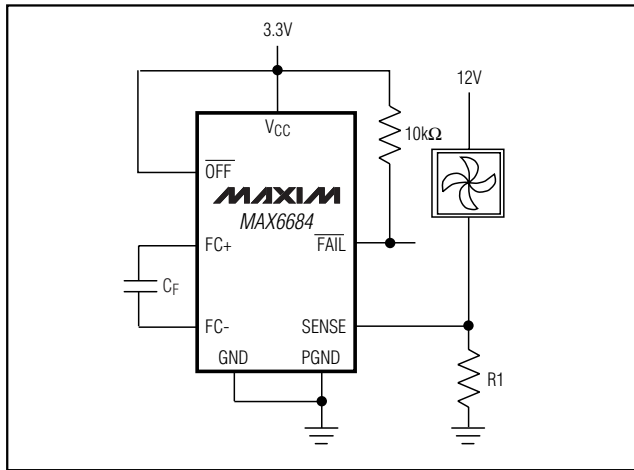 3.3V
12V
VCC
10kΩ
OFF
MAXIM
MAX6684
FC+
FAIL
CF
FC-
SENSE
GND
PGND
R1